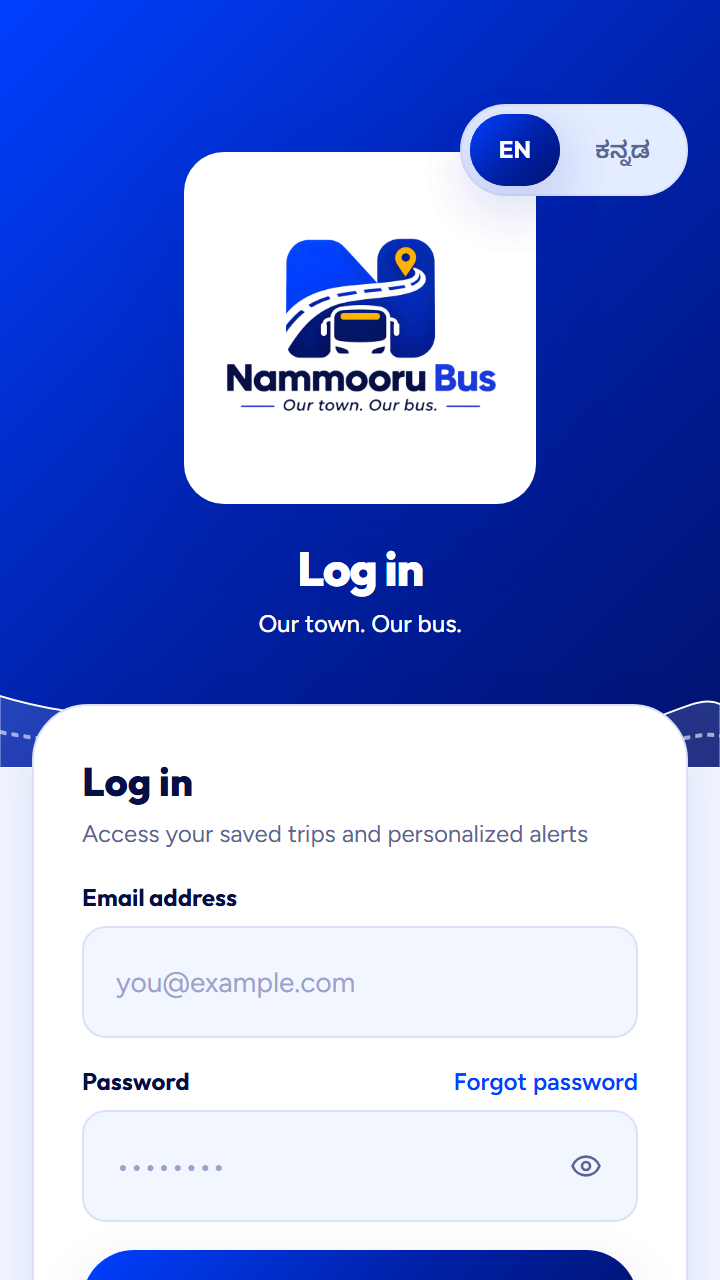 EN ಕನ್ನಡ
Nammooru Bus
Our town. Our bus.
Log in
Our town. Our bus.
Log in
Access your saved trips and personalized alerts
Email address
you@example.com
Password Forgot password
••••••••